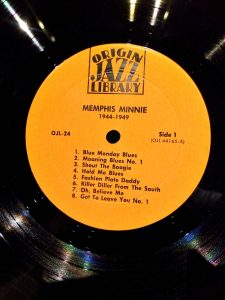 ORIGIN
JAZZ
LIBRARY
MEMPHIS MINNIE
1944-1949
OJL-24
Side 1
(OJL 44165-A)
1. Blue Monday Blues
2. Moaning Blues No. 1
3. Shout The Boogie
4. Hold Me Blues
5. Fashion Plate Daddy
6. Killer Diller From The South
7. Oh, Believe Me
8. Got To Leave You No. 1